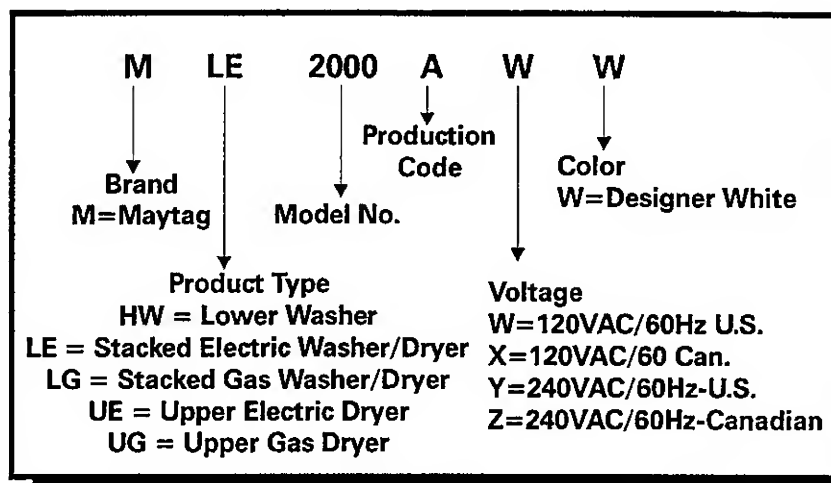 M LE 2000 A W W
Production
Code
Brand
M=Maytag
Model No.
Color
W=Designer White
Product Type
HW = Lower Washer
LE = Stacked Electric Washer/Dryer
LG = Stacked Gas Washer/Dryer
UE = Upper Electric Dryer
UG = Upper Gas Dryer
Voltage
W=120VAC/60Hz U.S.
X=120VAC/60 Can.
Y=240VAC/60Hz-U.S.
Z=240VAC/60Hz-Canadian